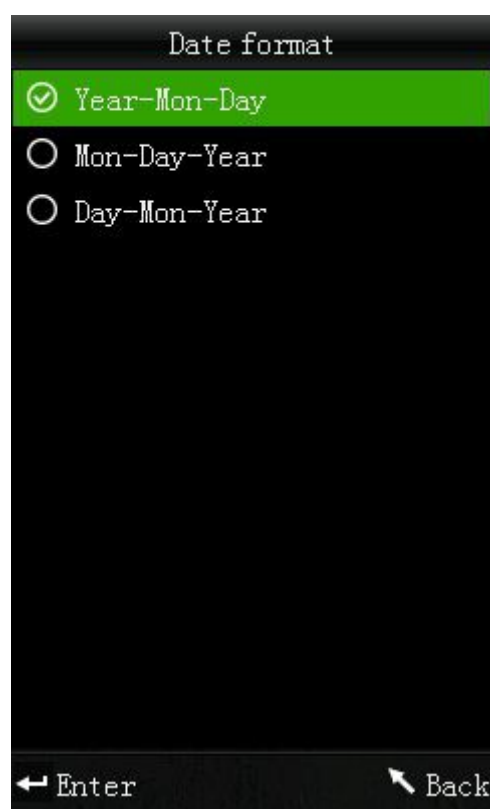 Date format
Year-Mon-Day
Mon-Day-Year
Day-Mon-Year
Enter Back